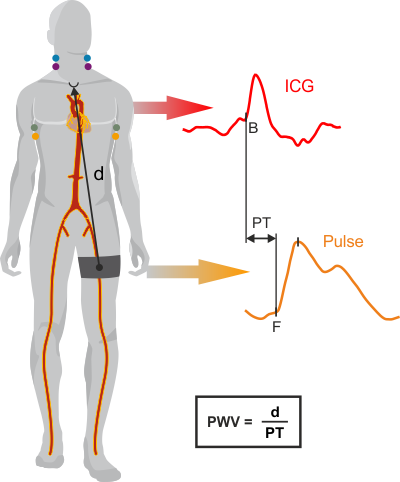 ICG
B
d
PT
Pulse
F
PWV = d
PT